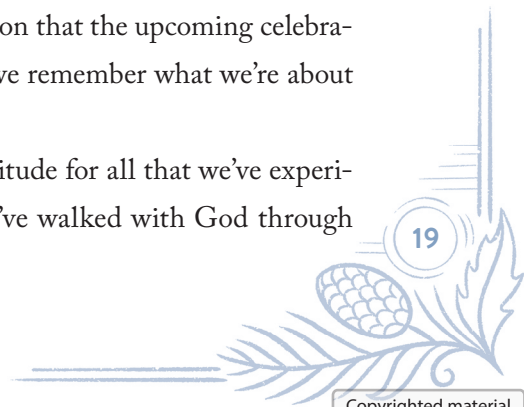 on that the upcoming celebra-
ve remember what we're about
itude for all that we've experi-
've walked with God through
19
Copyrighted material